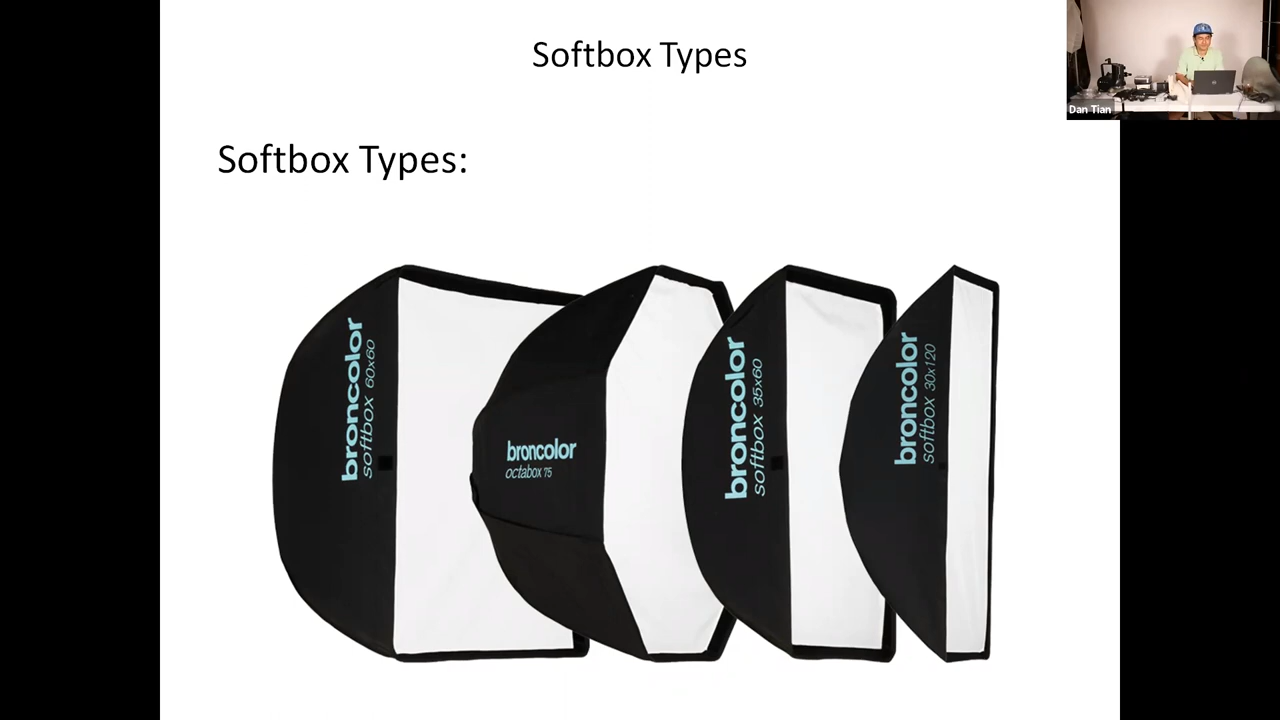 Softbox Types
Dan Tian
Softbox Types:
broncolor
softbox 60x60
broncolor
octabox 75
broncolor
softbox 35x60
broncolor
softbox 30x120